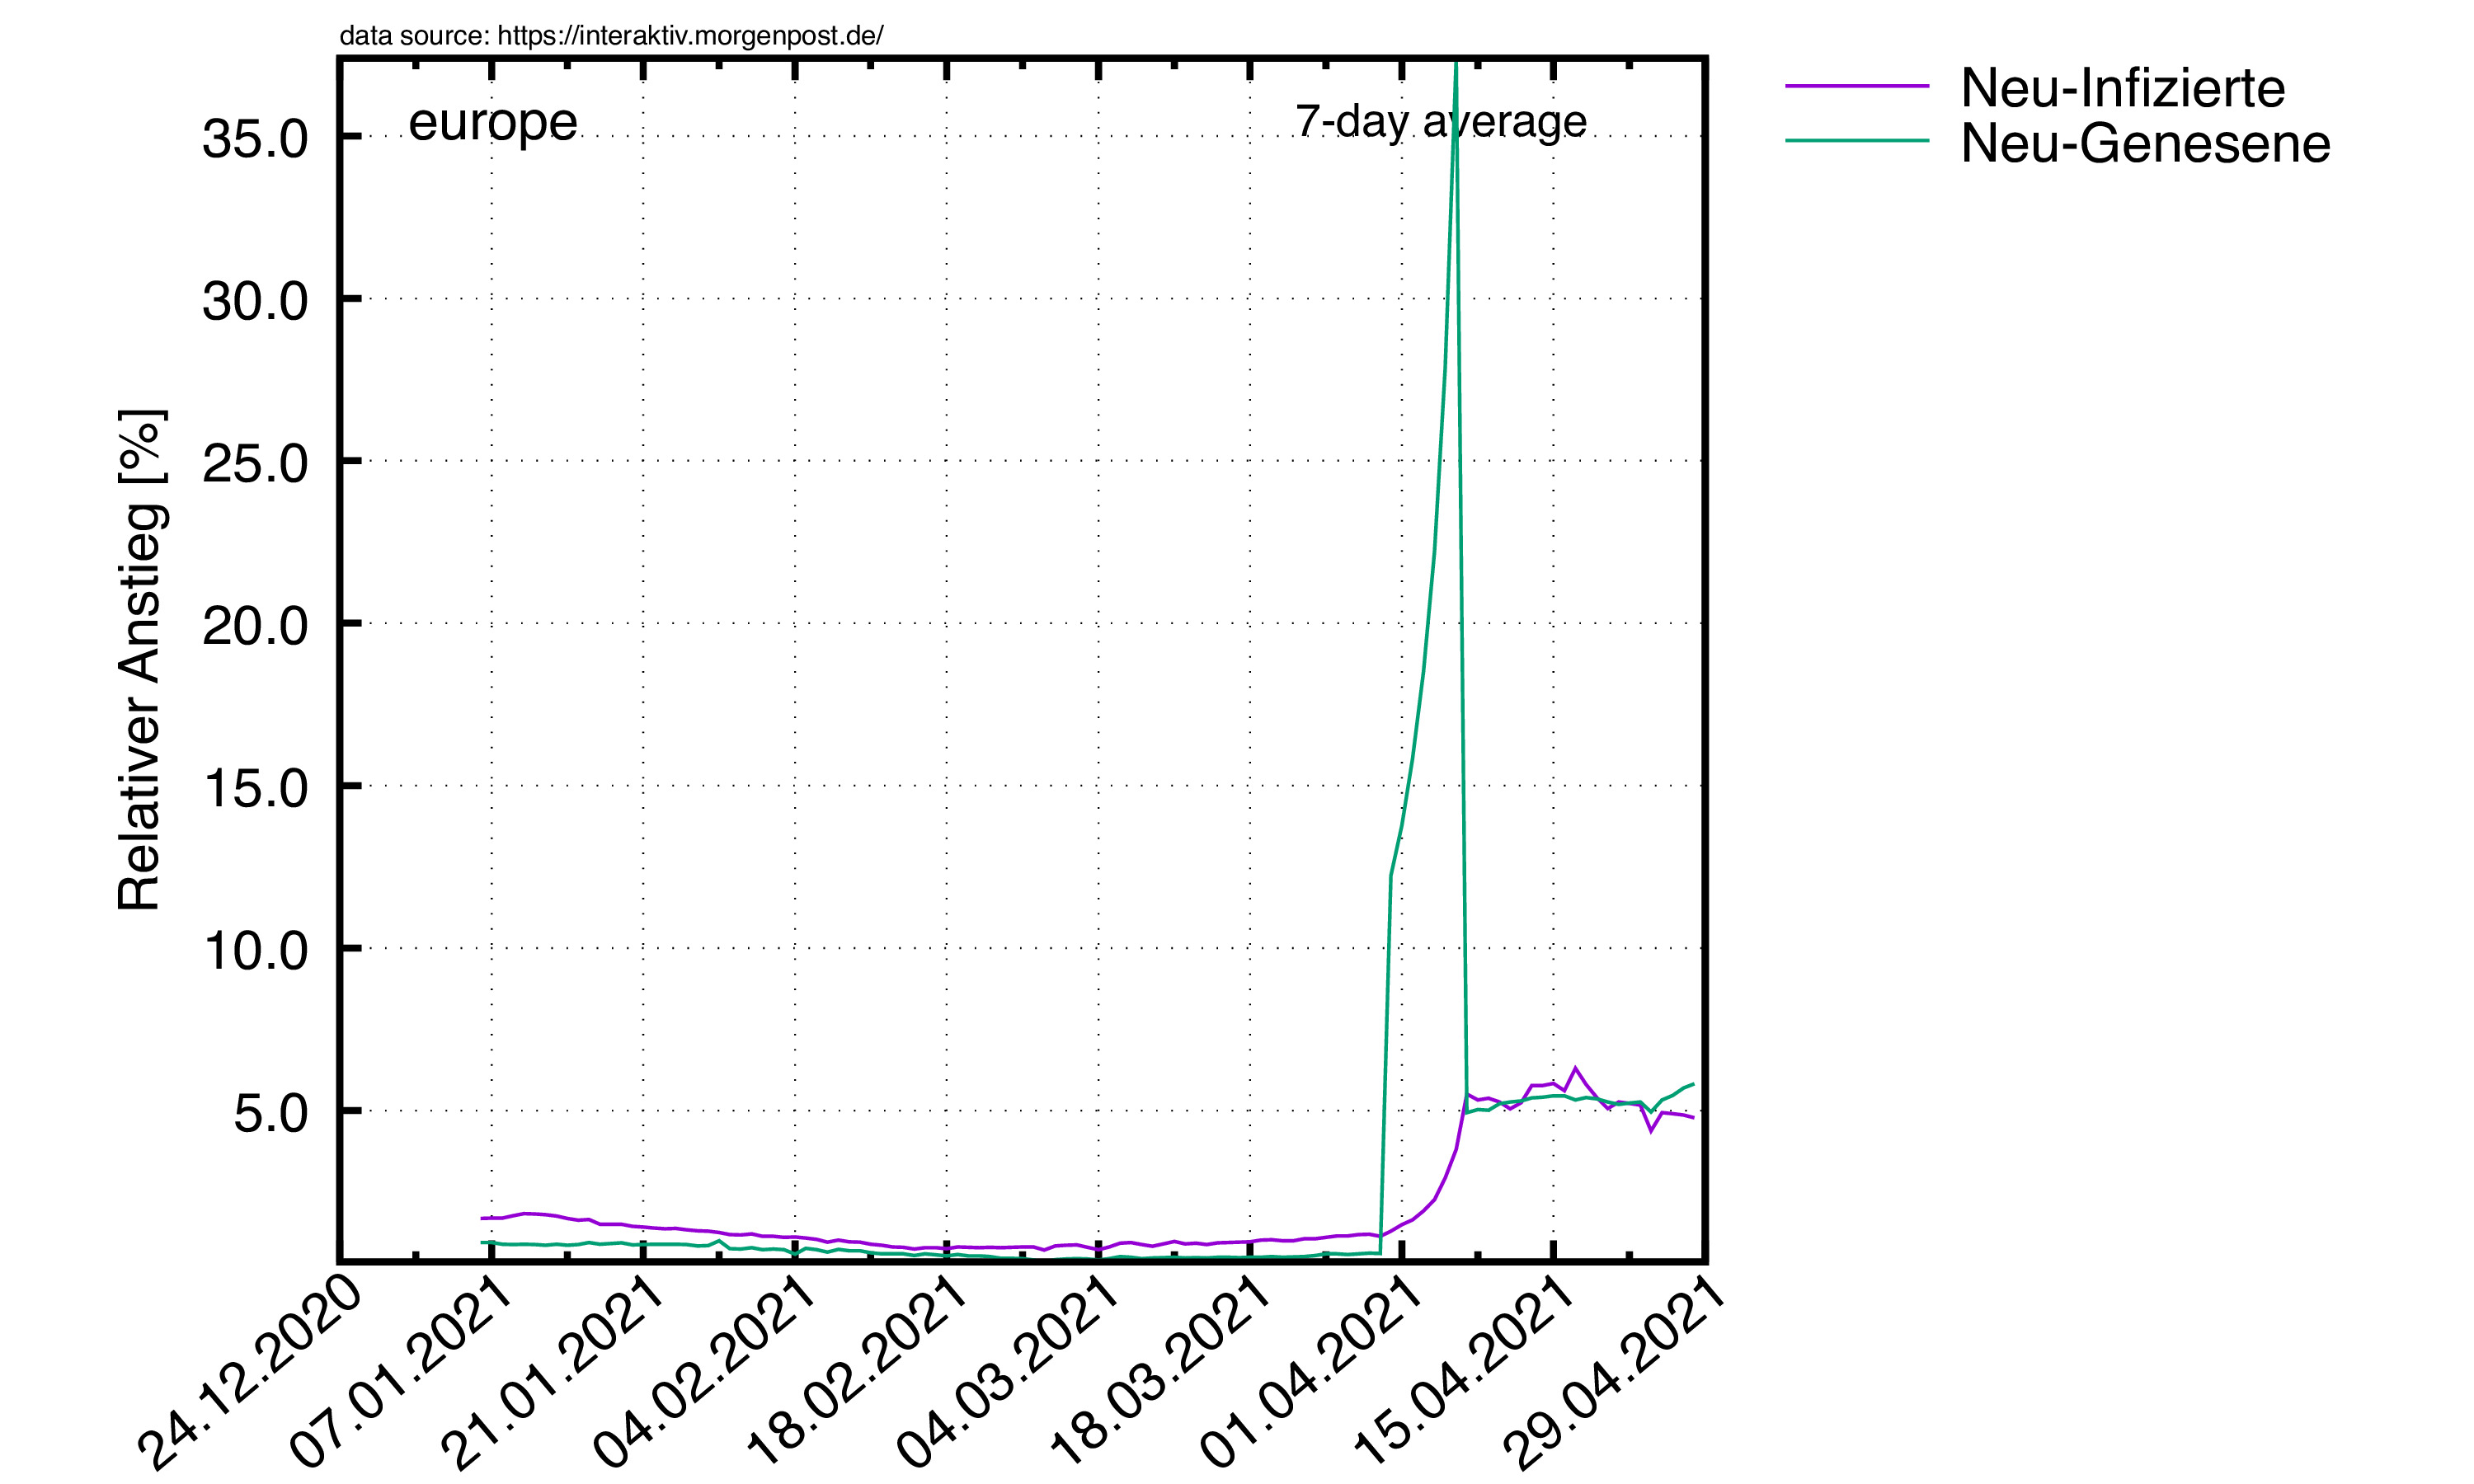 data source: https://interaktiv.morgenpost.de/
europe
7-day average
Neu-Infizierte
Neu-Genesene
Relativer Anstieg [%]
35.0
30.0
25.0
20.0
15.0
10.0
5.0
24.12.2020
07.01.2021
21.01.2021
04.02.2021
18.02.2021
04.03.2021
18.03.2021
01.04.2021
15.04.2021
29.04.2021